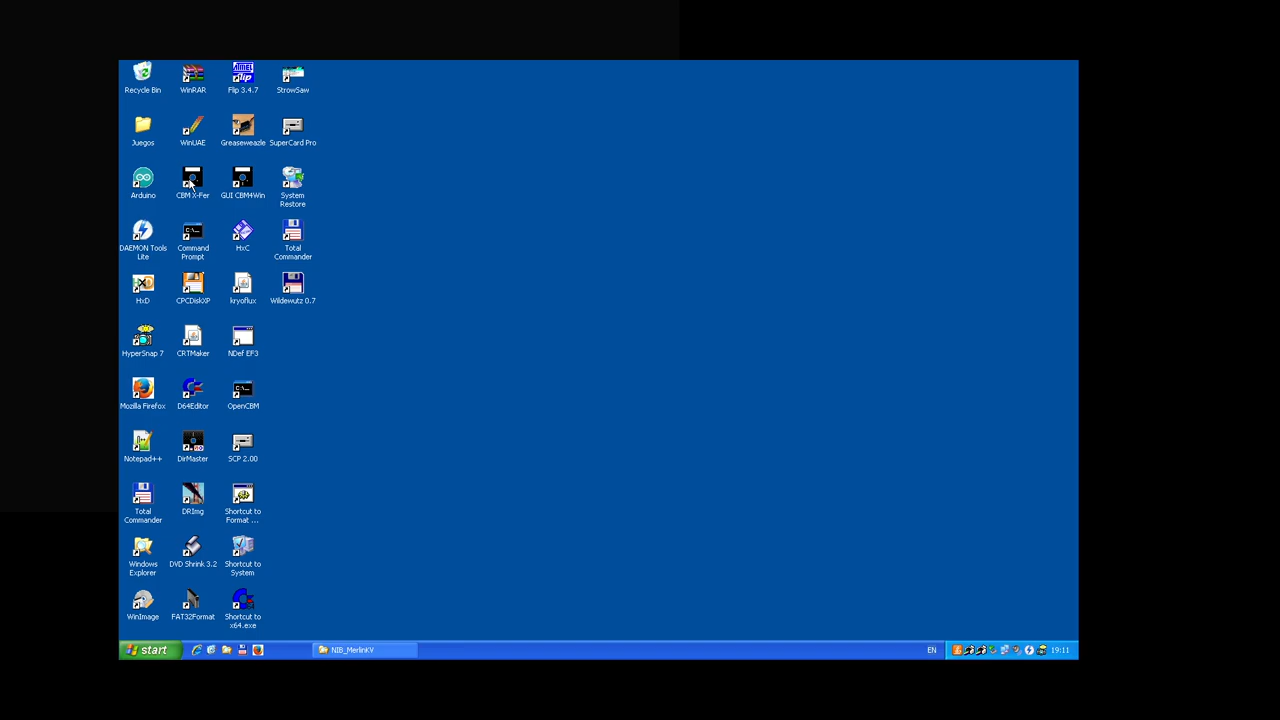 Recycle Bin
WinRAR
Flip 3.4.7
StrowSaw
Juegos
WinUAE
Greaseweazle
SuperCard Pro
Arduino
CBM X-Fer
GUI CBM4Win
System
Restore
DAEMON Tools
Lite
Command
Prompt
HxC
Total
Commander
HxD
CPCDiskXP
kryoflux
Wildewutz 0.7
HyperSnap 7
CRTMaker
NDef EF3
Mozilla Firefox
D64Editor
OpenCBM
Notepad++
DirMaster
SCP 2.00
Total
Commander
DRImg
Shortcut to
Format ...
Windows
Explorer
DVD Shrink 3.2
Shortcut to
System
WinImage
FAT32Format
Shortcut to
x64.exe
start
NIB_MerlinKV
EN
19:11